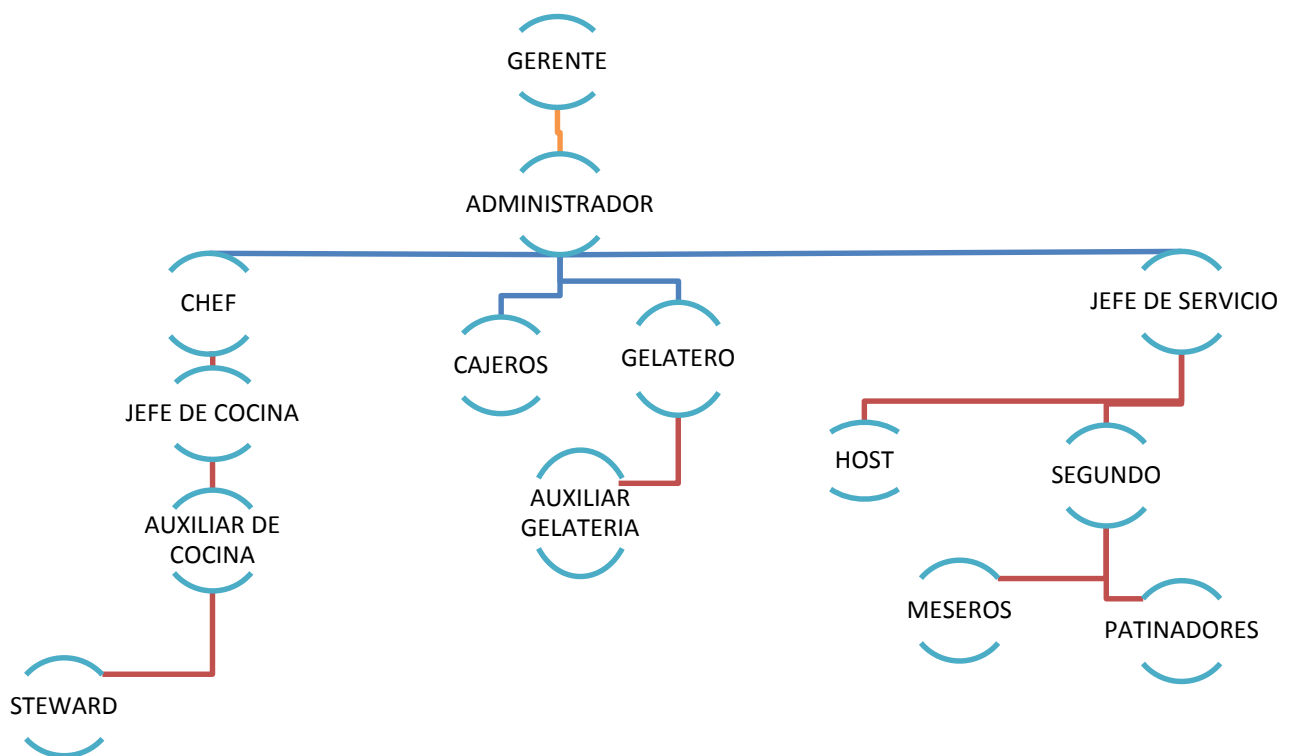 GERENTE
ADMINISTRADOR
CHEF
JEFE DE SERVICIO
CAJEROS
GELATERO
JEFE DE COCINA
HOST
SEGUNDO
AUXILIAR
GELATERIA
AUXILIAR DE
COCINA
MESEROS
PATINADORES
STEWARD